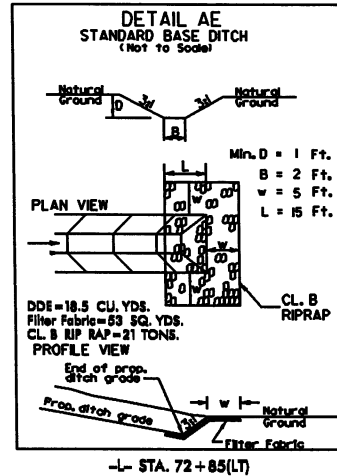 DETAIL AE
STANDARD BASE DITCH
(Not to Scale)
Natural Ground
Natural Ground
3:1
3:1
D
B
Min. D = 1 Ft.
B = 2 Ft.
w = 5 Ft.
L = 15 Ft.
L
PLAN VIEW
w
w
w
CL. B
RIPRAP
DDE=18.5 CU. YDS.
Filter Fabric=53 SQ. YDS.
CL. B RIP RAP=21 TONS.
PROFILE VIEW
End of prop.
ditch grade
w
Prop. ditch grade
3:1
Natural
Ground
Filter Fabric
-L- STA. 72+85(LT)